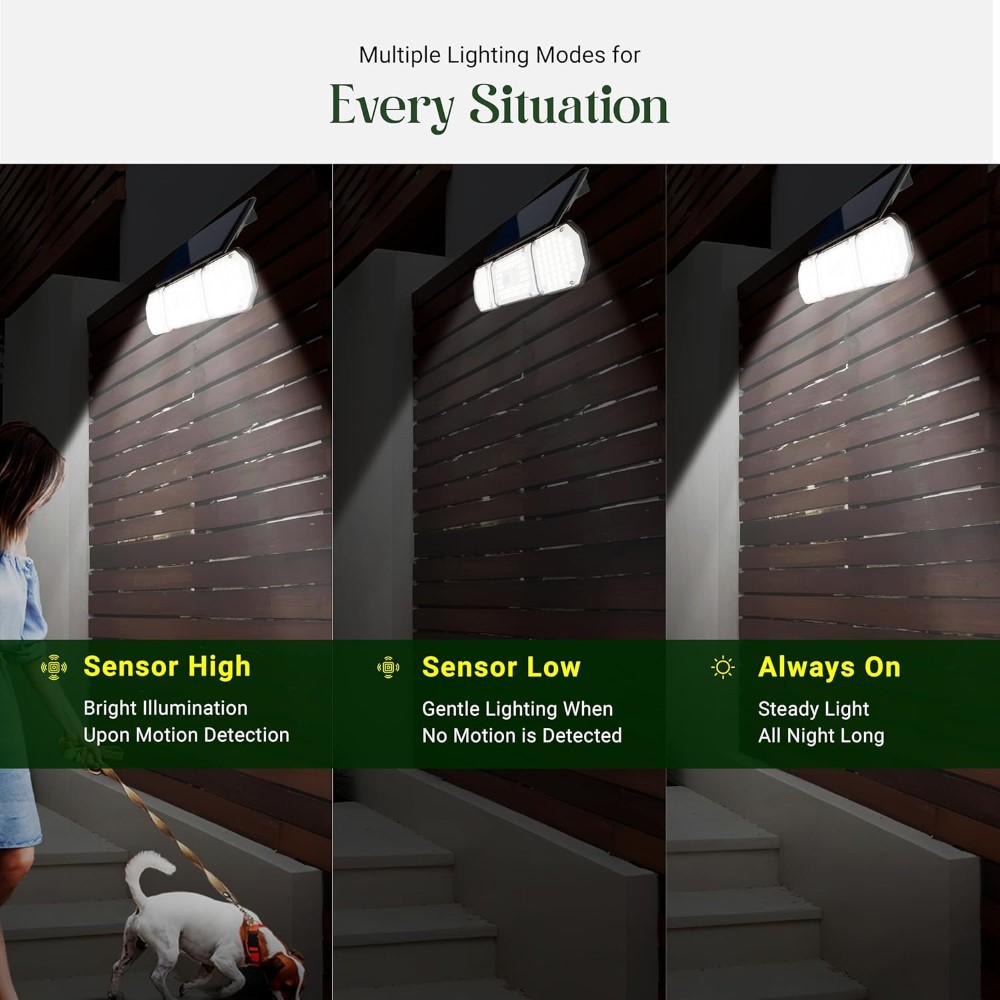 Multiple Lighting Modes for
Every Situation
Sensor High
Bright Illumination
Upon Motion Detection
Sensor Low
Gentle Lighting When
No Motion is Detected
Always On
Steady Light
All Night Long